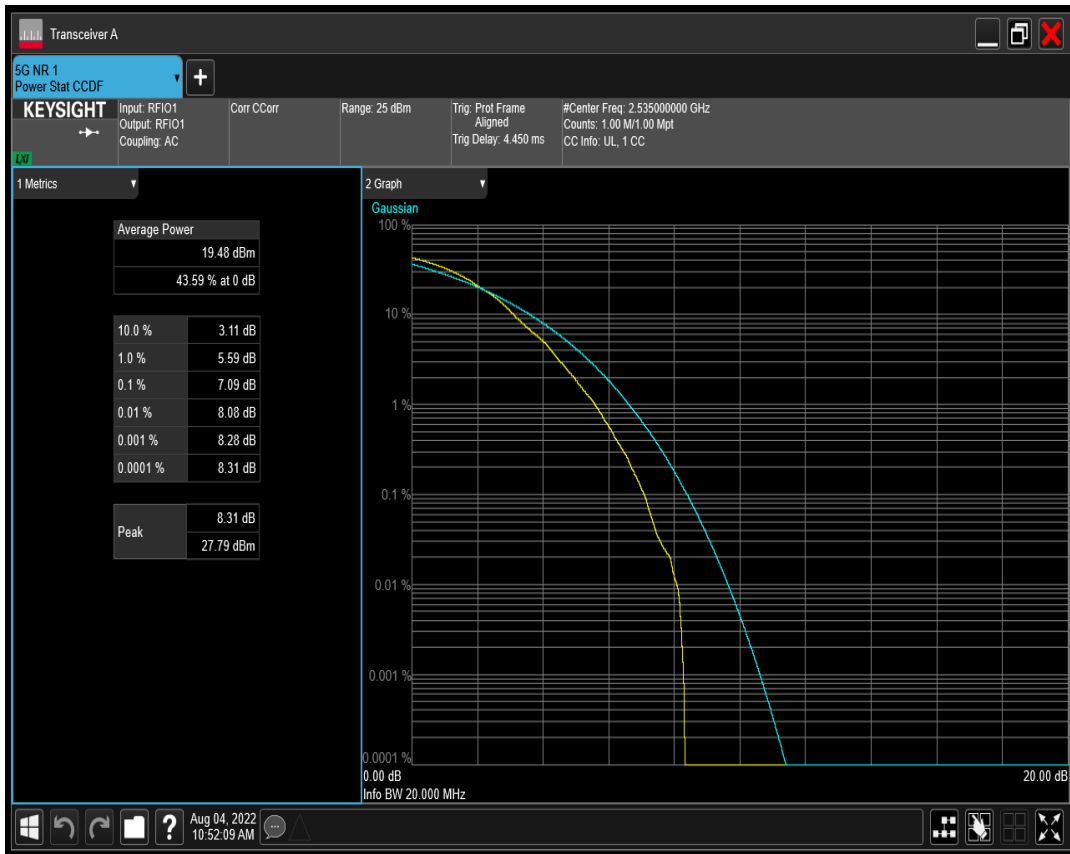 Transceiver A
5G NR 1
Power Stat CCDF
+
KEYSIGHT
LXI
Input: RFIO1
Output: RFIO1
Coupling: AC
Corr CCorr
Range: 25 dBm
Trig: Prot Frame
Aligned
Trig Delay: 4.450 ms
#Center Freq: 2.535000000 GHz
Counts: 1.00 M/1.00 Mpt
CC Info: UL, 1 CC
1 Metrics
Average Power
19.48 dBm
43.59 % at 0 dB
10.0 % 3.11 dB
1.0 % 5.59 dB
0.1 % 7.09 dB
0.01 % 8.08 dB
0.001 % 8.28 dB
0.0001 % 8.31 dB
Peak
8.31 dB
27.79 dBm
2 Graph
Gaussian
100 %
10 %
1 %
0.1 %
0.01 %
0.001 %
0.0001 %
0.00 dB 20.00 dB
Info BW 20.000 MHz
?
Aug 04, 2022
10:52:09 AM